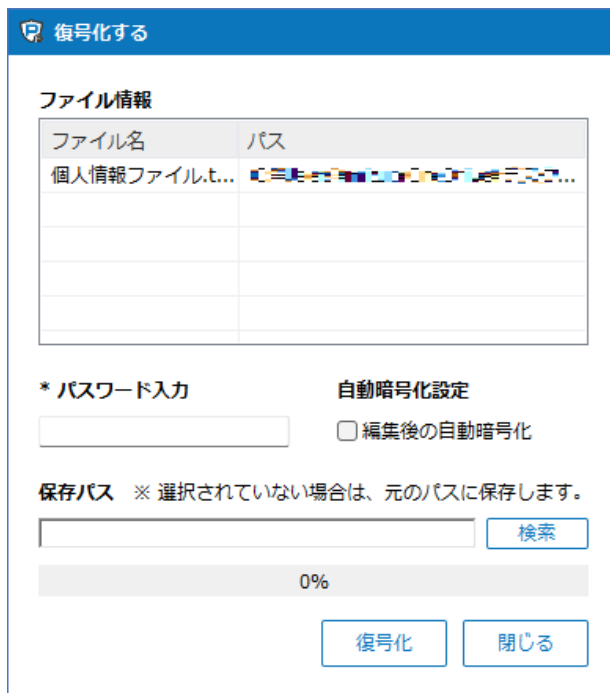 復号化する
ファイル情報
ファイル名 パス
個人情報ファイル.t...
* パスワード入力 自動暗号化設定
編集後の自動暗号化
保存パス ※ 選択されていない場合は、元のパスに保存します。
検索
0%
復号化 閉じる